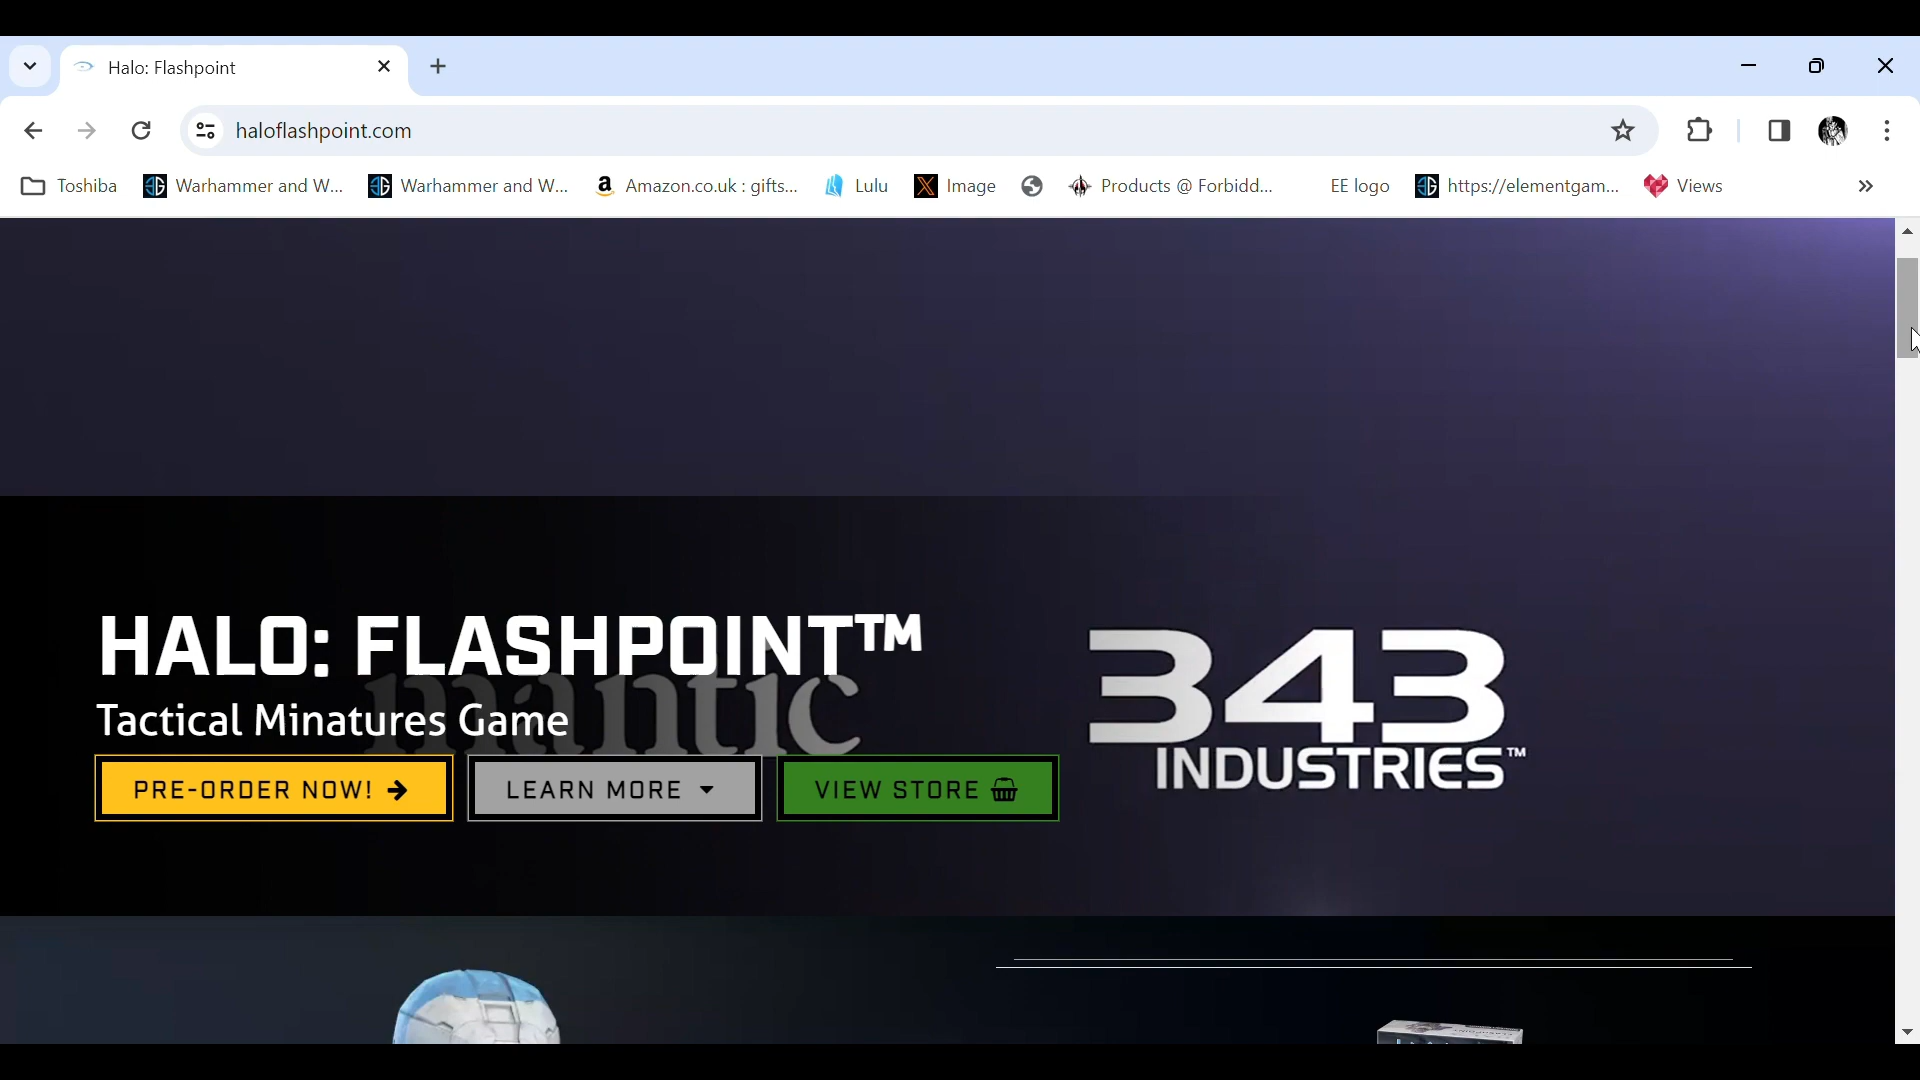 Halo: Flashpoint
haloflashpoint.com
Toshiba
Warhammer and W...
Warhammer and W...
Amazon.co.uk : gifts...
Lulu
Image
Products @ Forbidd...
EE logo
https://elementgam...
Views
HALO: FLASHPOINT™
mantic
Tactical Minatures Game
343
INDUSTRIES™
PRE-ORDER NOW!
LEARN MORE
VIEW STORE